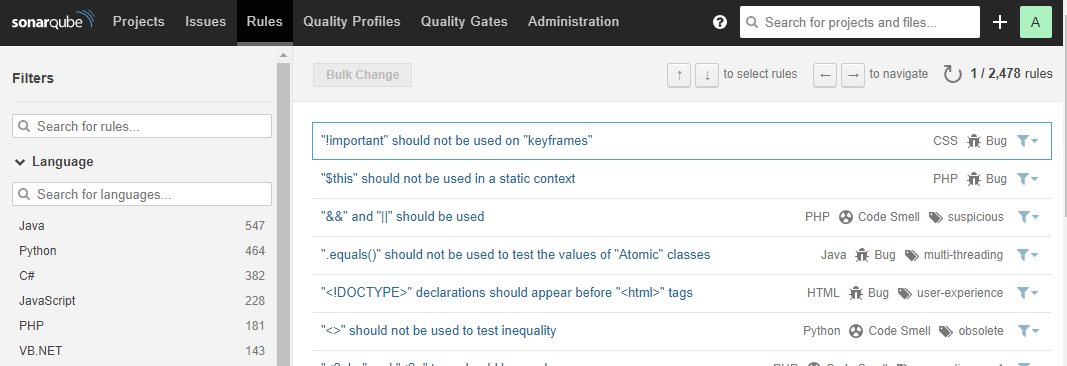 sonarqube Projects Issues Rules Quality Profiles Quality Gates Administration ? Search for projects and files... + A
Filters
Search for rules...
Language
Search for languages...
Java 547
Python 464
C# 382
JavaScript 228
PHP 181
VB.NET 143
Bulk Change ↑ ↓ to select rules ← → to navigate 1 / 2,478 rules
"!important" should not be used on "keyframes" CSS Bug
"$this" should not be used in a static context PHP Bug
"&&" and "||" should be used PHP Code Smell suspicious
".equals()" should not be used to test the values of "Atomic" classes Java Bug multi-threading
"<!DOCTYPE>" declarations should appear before "<html>" tags HTML Bug user-experience
"<>" should not be used to test inequality Python Code Smell obsolete